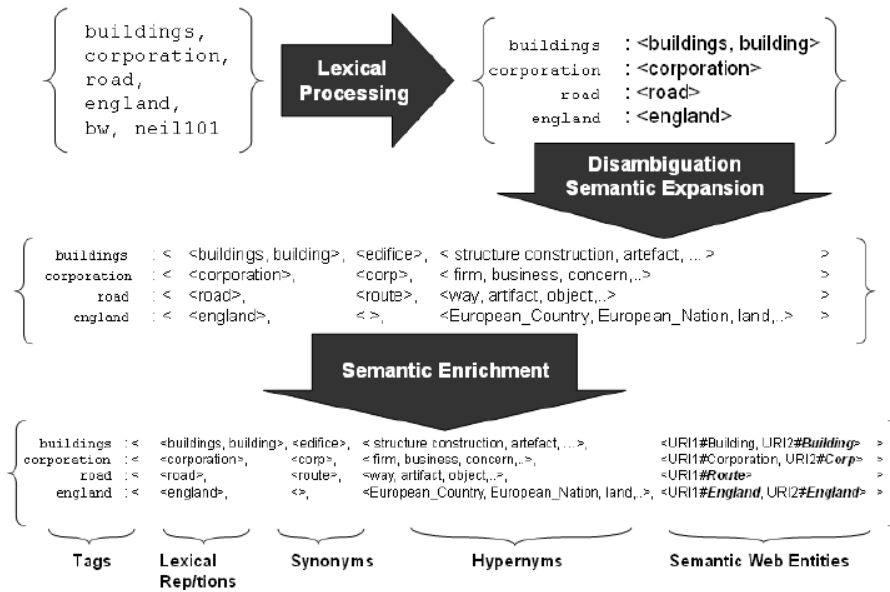 buildings,
corporation,
road,
england,
bw, neil101
Lexical
Processing
buildings : <buildings, building>
corporation : <corporation>
road : <road>
england : <england>
Disambiguation
Semantic Expansion
buildings : < <buildings, building>, <edifice>, < structure construction, artefact, ... > >
corporation : < <corporation>, <corp>, < firm, business, concern,..> >
road : < <road>, <route>, <way, artifact, object,..> >
england : < <england>, < >, <European_Country, European_Nation, land,..> >
Semantic Enrichment
buildings : < <buildings, building>, <edifice>, < structure construction, artefact, ...>, <URI1#Building, URI2#Building> >
corporation : < <corporation>, <corp>, < firm, business, concern,..>, <URI1#Corporation, URI2#Corp> >
road : < <road>, <route>, <way, artifact, object,..>, <URI1#Route> >
england : < <england>, <>, <European_Country, European_Nation, land,..>, <URI1#England, URI2#England> >
Tags Lexical Synonyms Hypernyms Semantic Web Entities
Rep/tions